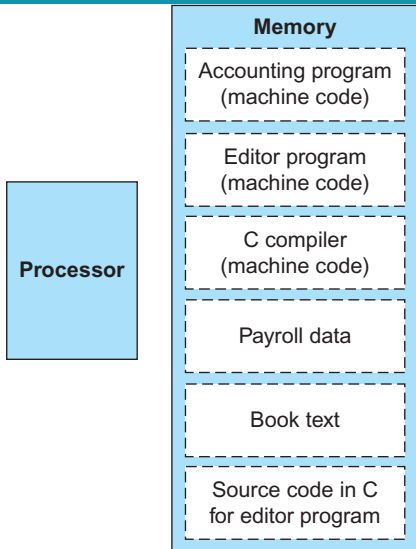 Memory
Accounting program
(machine code)
Editor program
(machine code)
C compiler
(machine code)
Processor
Payroll data
Book text
Source code in C
for editor program